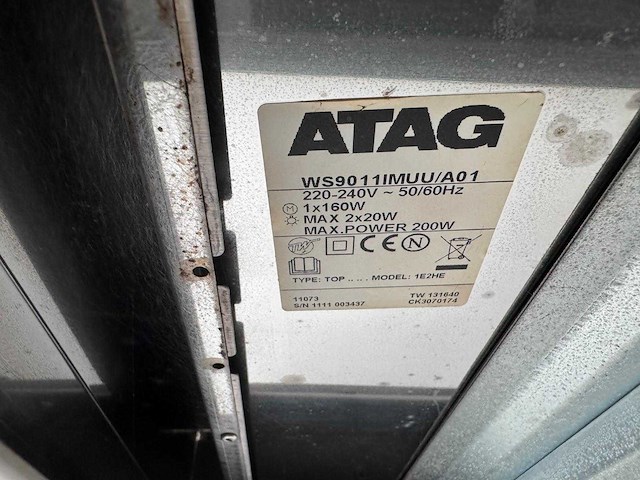 ATAG
WS9011IMUU/A01
220-240V ~ 50/60Hz
M 1x160W
MAX 2x20W
MAX.POWER 200W
CE N
TYPE: TOP ..... MODEL: 1E2HE
11073 TW 131640
S/N 1111 003437 CK3070174